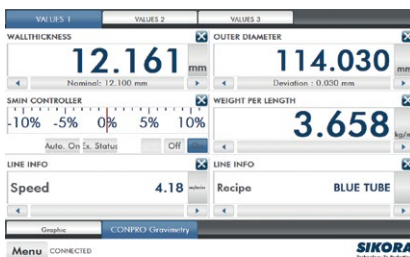 VALUES 1 VALUES 2 VALUES 3
WALLTHICKNESS
12.161 mm
Nominal: 12.100 mm
OUTER DIAMETER
114.030 mm
Deviation : 0.030 mm
SMIN CONTROLLER
-10% -5% 0% 5% 10%
Auto. On Ex. Status Off
WEIGHT PER LENGTH
3.658 kg/m
LINE INFO
Speed 4.18
LINE INFO
Recipe BLUE TUBE
Graphic CONPRO Gravimetry
Menu CONNECTED
SIKORA